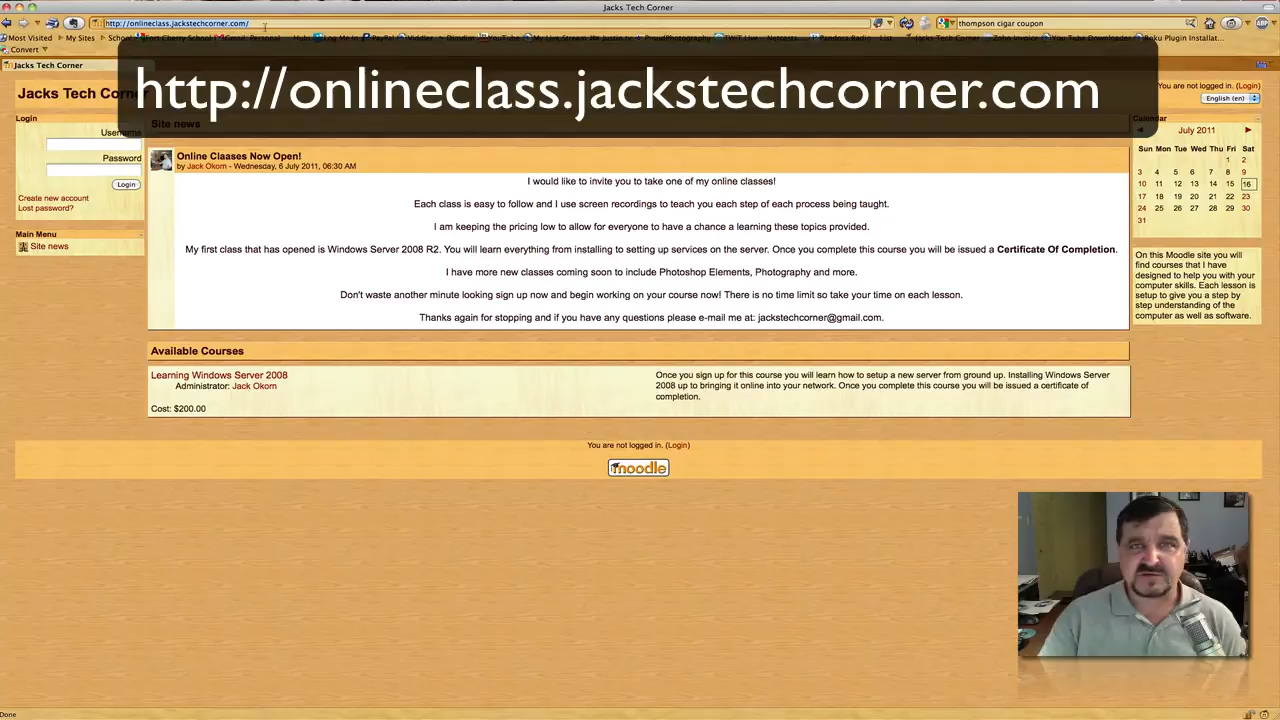 Jacks Tech Corner
http://onlineclass.jackstechcorner.com/
thompson cigar coupon
Most Visited
My Sites
Convert
Jacks Tech Corner
http://onlineclass.jackstechcorner.com
Jacks Tech Corner
You are not logged in. (Login)
English (en)
Login
Username
Password
Login
Create new account
Lost password?
Main Menu
Site news
Site news
Online Claases Now Open!
by Jack Okorn - Wednesday, 6 July 2011, 06:30 AM
I would like to invite you to take one of my online classes!
Each class is easy to follow and I use screen recordings to teach you each step of each process being taught.
I am keeping the pricing low to allow for everyone to have a chance a learning these topics provided.
My first class that has opened is Windows Server 2008 R2. You will learn everything from installing to setting up services on the server. Once you complete this course you will be issued a Certificate Of Completion.
I have more new classes coming soon to include Photoshop Elements, Photography and more.
Don't waste another minute looking sign up now and begin working on your course now! There is no time limit so take your time on each lesson.
Thanks again for stopping and if you have any questions please e-mail me at: jackstechcorner@gmail.com.
Available Courses
Learning Windows Server 2008
Administrator: Jack Okorn
Cost: $200.00
Once you sign up for this course you will learn how to setup a new server from ground up. Installing Windows Server
2008 up to bringing it online into your network. Once you complete this course you will be issued a certificate of
completion.
Calendar
July 2011
Sun Mon Tue Wed Thu Fri Sat
1 2
3 4 5 6 7 8 9
10 11 12 13 14 15 16
17 18 19 20 21 22 23
24 25 26 27 28 29 30
31
On this Moodle site you will
find courses that I have
designed to help you with your
computer skills. Each lesson is
setup to give you a step by
step understanding of the
computer as well as software.
You are not logged in. (Login)
moodle
Done